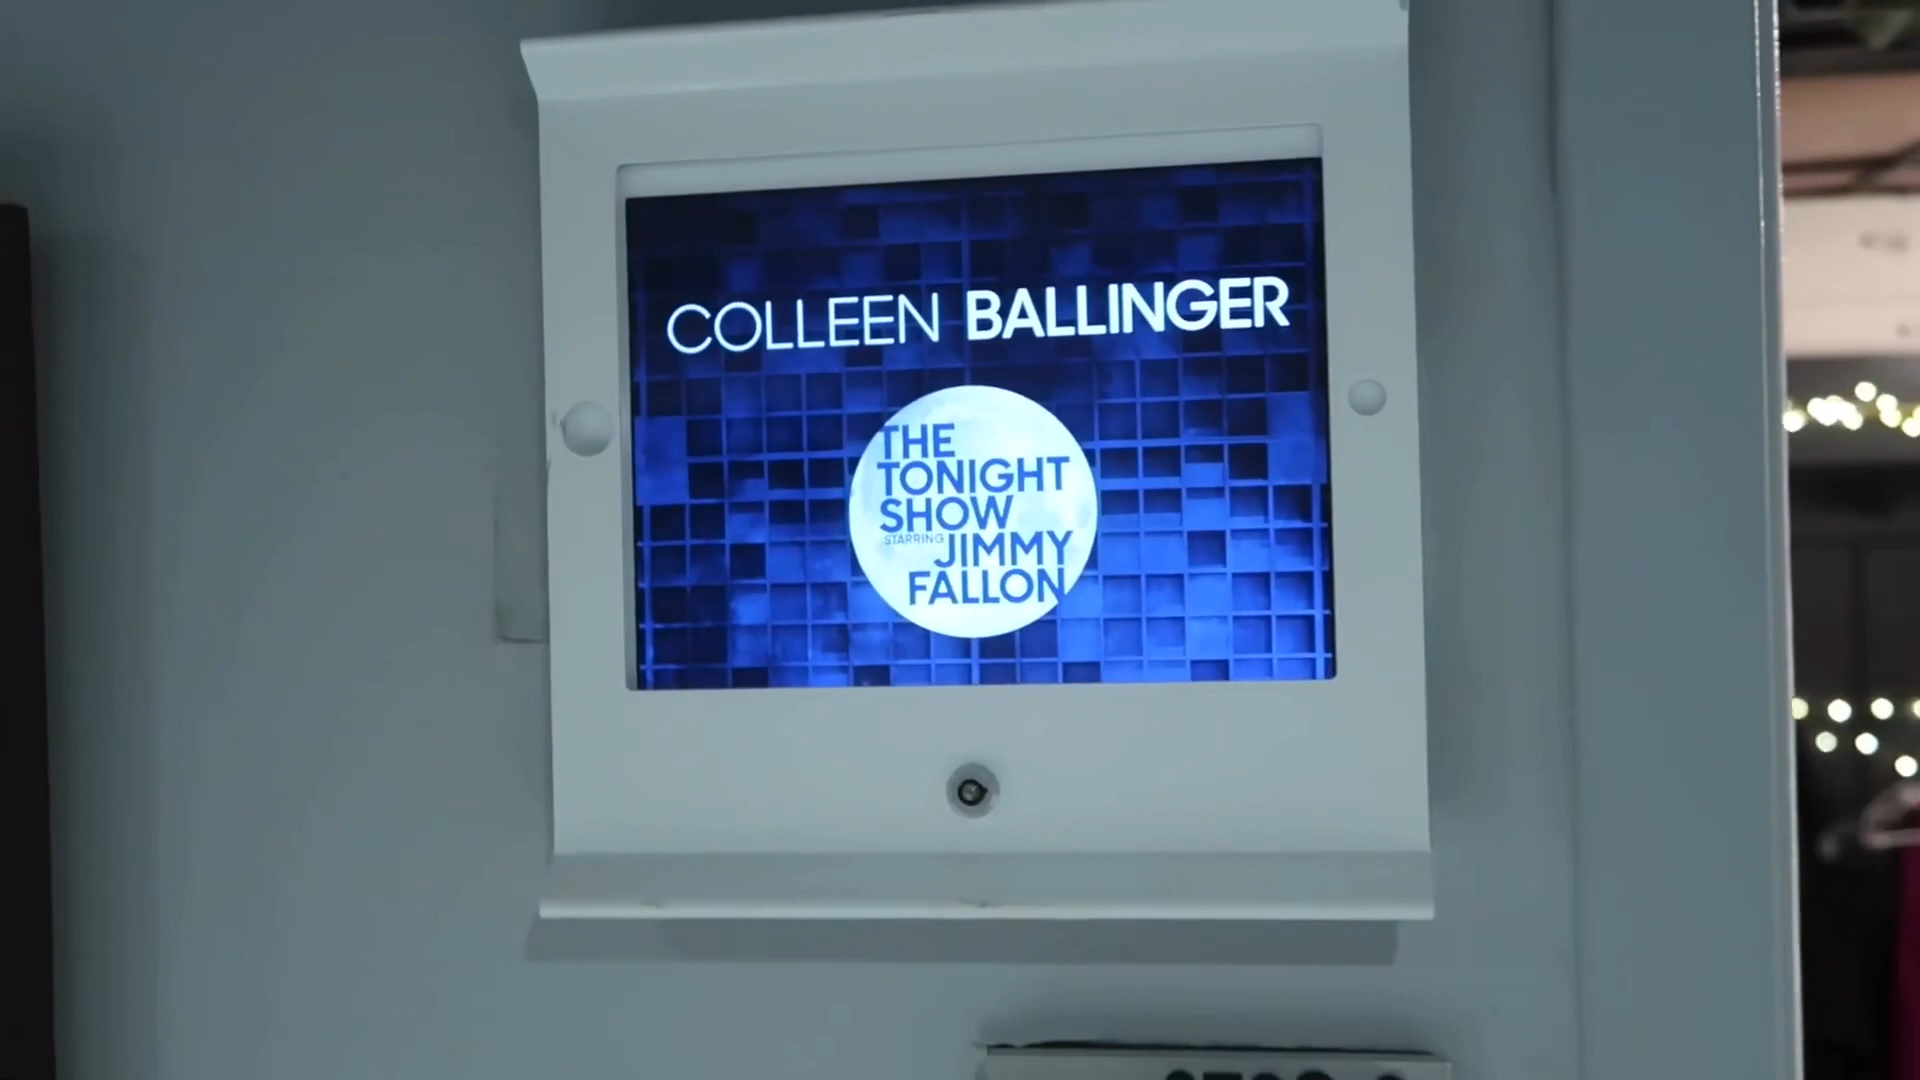 COLLEEN BALLINGER
THE
TONIGHT
SHOW
STARRING JIMMY
FALLON